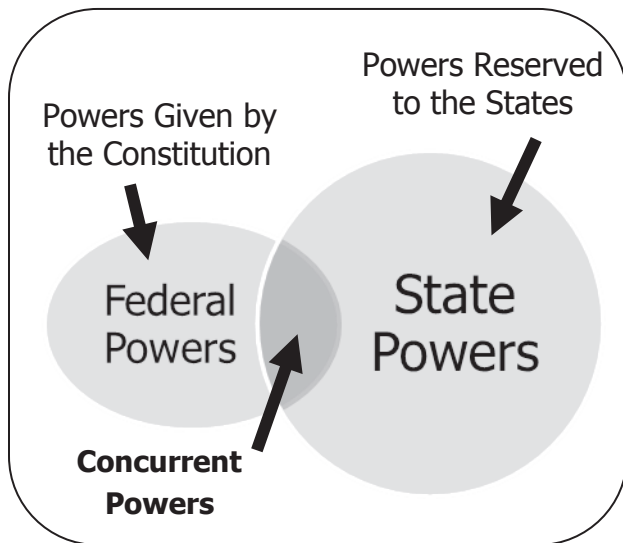 Powers Reserved
to the States
Powers Given by
the Constitution
Federal
Powers
State
Powers
Concurrent
Powers